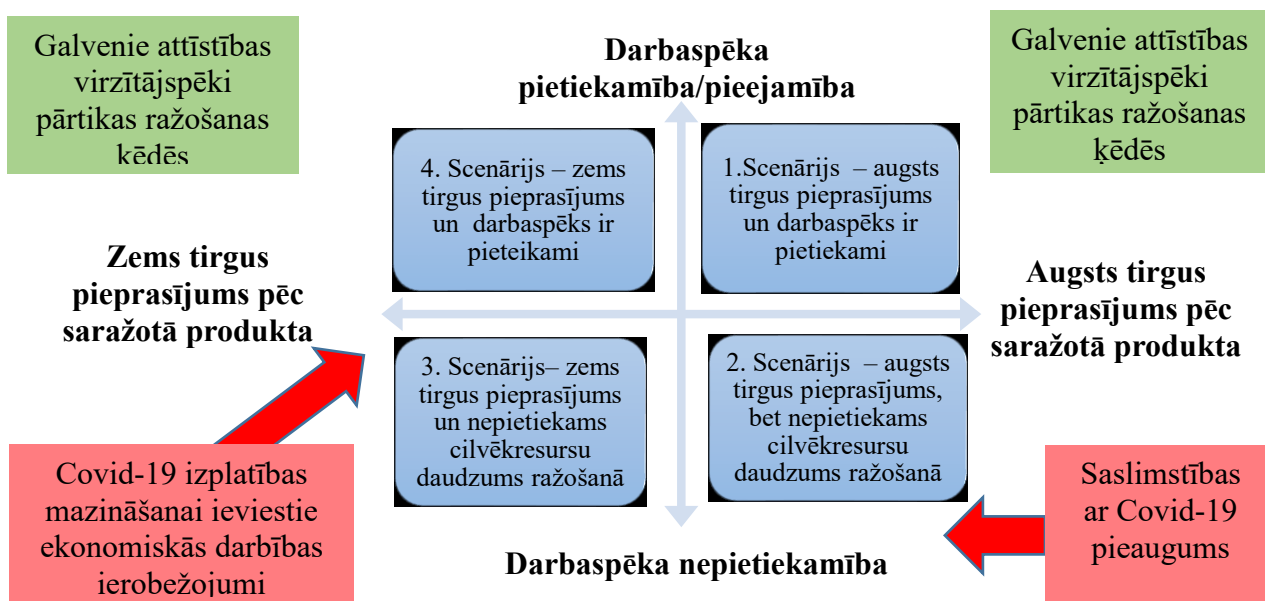 Galvenie attīstības
virzītājspēki
pārtikas ražošanas
ķēdēs
Darbaspēka
pietiekamība/pieejamība
Galvenie attīstības
virzītājspēki
pārtikas ražošanas
ķēdēs
4. Scenārijs – zems
tirgus pieprasījums
un darbaspēks ir
pieteikami
1.Scenārijs – augsts
tirgus pieprasījums
un darbaspēks ir
pietiekami
Zems tirgus
pieprasījums pēc
saražotā produkta
Augsts tirgus
pieprasījums pēc
saražotā produkta
3. Scenārijs– zems
tirgus pieprasījums
un nepietiekams
cilvēkresursu
daudzums ražošanā
2. Scenārijs – augsts
tirgus pieprasījums,
bet nepietiekams
cilvēkresursu
daudzums ražošanā
Covid-19 izplatības
mazināšanai ieviestie
ekonomiskās darbības
ierobežojumi
Darbaspēka nepietiekamība
Saslimstības
ar Covid-19
pieaugums